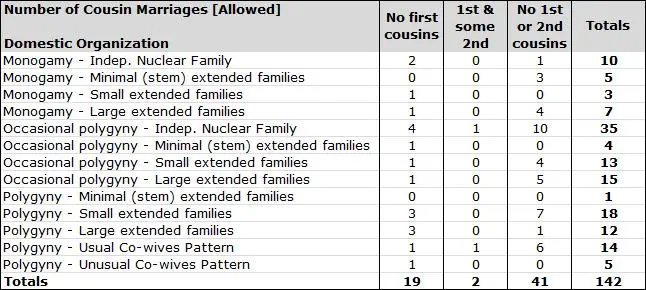 Number of Cousin Marriages [Allowed]
Domestic Organization
No first cousins
1st & some 2nd
No 1st or 2nd cousins
Totals
Monogamy - Indep. Nuclear Family 2 0 1 10
Monogamy - Minimal (stem) extended families 0 0 3 5
Monogamy - Small extended families 1 0 0 3
Monogamy - Large extended families 1 0 4 7
Occasional polygyny - Indep. Nuclear Family 4 1 10 35
Occasional polygyny - Minimal (stem) extended families 1 0 0 4
Occasional polygyny - Small extended families 1 0 4 13
Occasional polygyny - Large extended families 1 0 5 15
Polygyny - Minimal (stem) extended families 0 0 0 1
Polygyny - Small extended families 3 0 7 18
Polygyny - Large extended families 3 0 1 12
Polygyny - Usual Co-wives Pattern 1 1 6 14
Polygyny - Unusual Co-wives Pattern 1 0 0 5
Totals 19 2 41 142